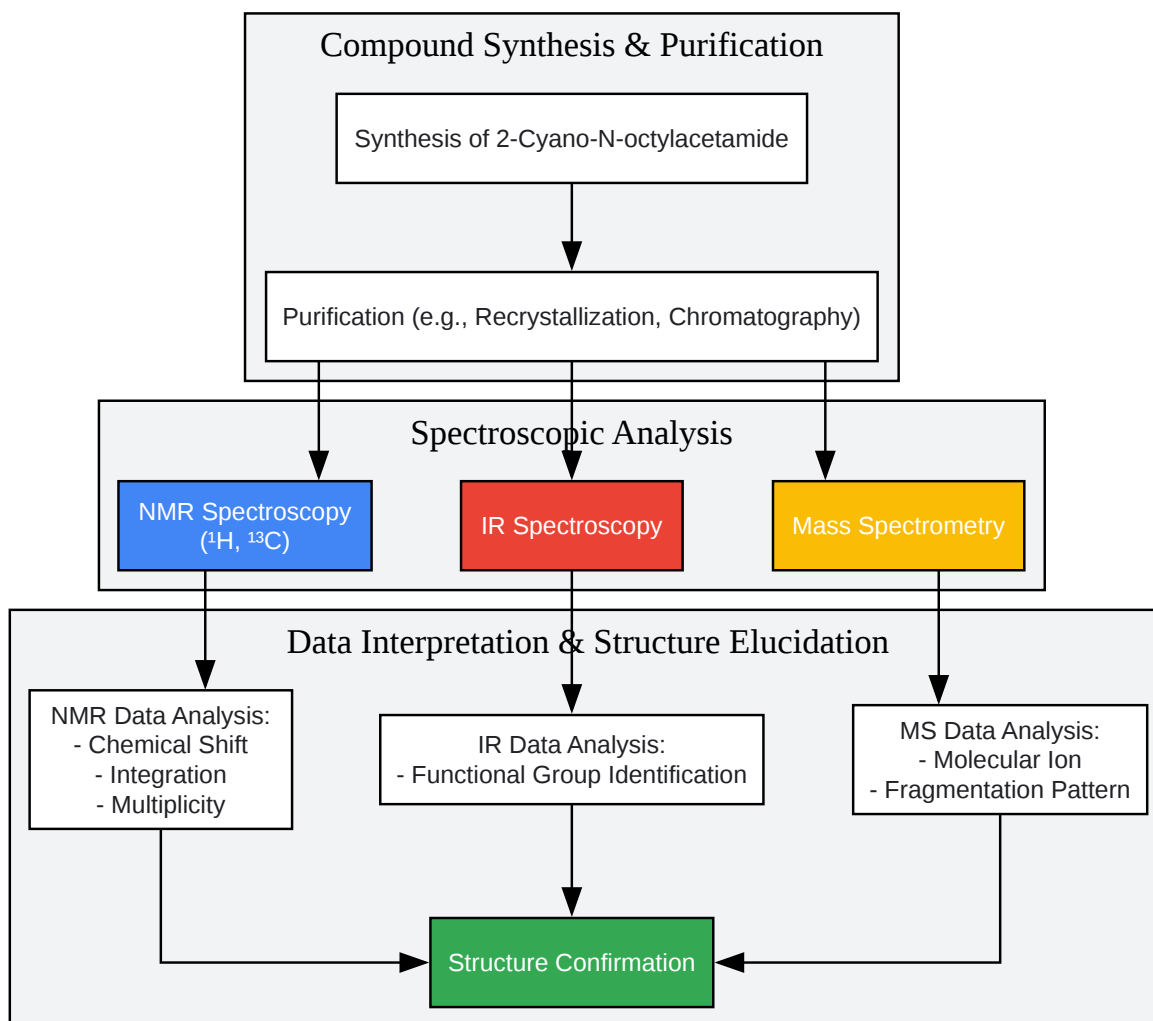 Compound Synthesis & Purification
Synthesis of 2-Cyano-N-octylacetamide
Purification (e.g., Recrystallization, Chromatography)
Spectroscopic Analysis
NMR Spectroscopy
(¹H, ¹³C)
IR Spectroscopy
Mass Spectrometry
Data Interpretation & Structure Elucidation
NMR Data Analysis:
- Chemical Shift
- Integration
- Multiplicity
IR Data Analysis:
- Functional Group Identification
MS Data Analysis:
- Molecular Ion
- Fragmentation Pattern
Structure Confirmation